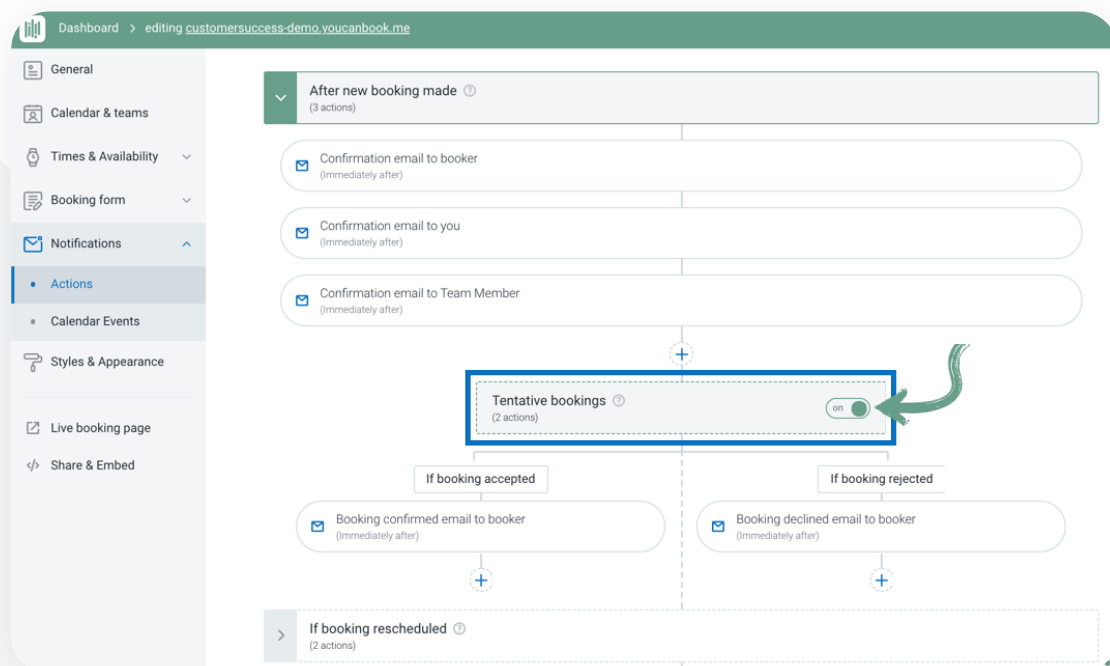 Dashboard > editing customersuccess-demo.youcanbook.me
General
Calendar & teams
Times & Availability
Booking form
Notifications
Actions
Calendar Events
Styles & Appearance
Live booking page
Share & Embed
After new booking made
(3 actions)
Confirmation email to booker
(Immediately after)
Confirmation email to you
(Immediately after)
Confirmation email to Team Member
(Immediately after)
Tentative bookings
(2 actions)
on
If booking accepted
If booking rejected
Booking confirmed email to booker
(Immediately after)
Booking declined email to booker
(Immediately after)
If booking rescheduled
(2 actions)